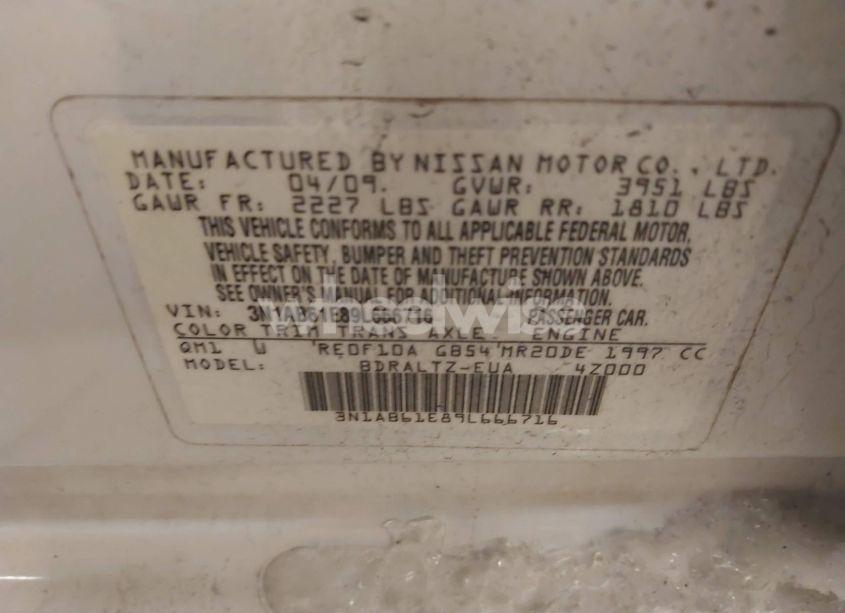 MANUFACTURED BY NISSAN MOTOR CO., LTD.
DATE: 04/09. GVWR: 3951 LBS
GAWR FR: 2227 LBS GAWR RR: 1810 LBS
THIS VEHICLE CONFORMS TO ALL APPLICABLE FEDERAL MOTOR,
VEHICLE SAFETY, BUMPER AND THEFT PREVENTION STANDARDS
IN EFFECT ON THE DATE OF MANUFACTURE SHOWN ABOVE.
SEE OWNER'S MANUAL FOR ADDITIONAL INFORMATION.
VIN: 3N1AB61E89L666716 PASSENGER CAR.
COLOR TRIM TRANS AXLE ENGINE
QM1 W RE0F10A GB54 MR20DE 1997 CC
MODEL: BDRALTZ-EUA 4Z000
3N1AB61E89L666716